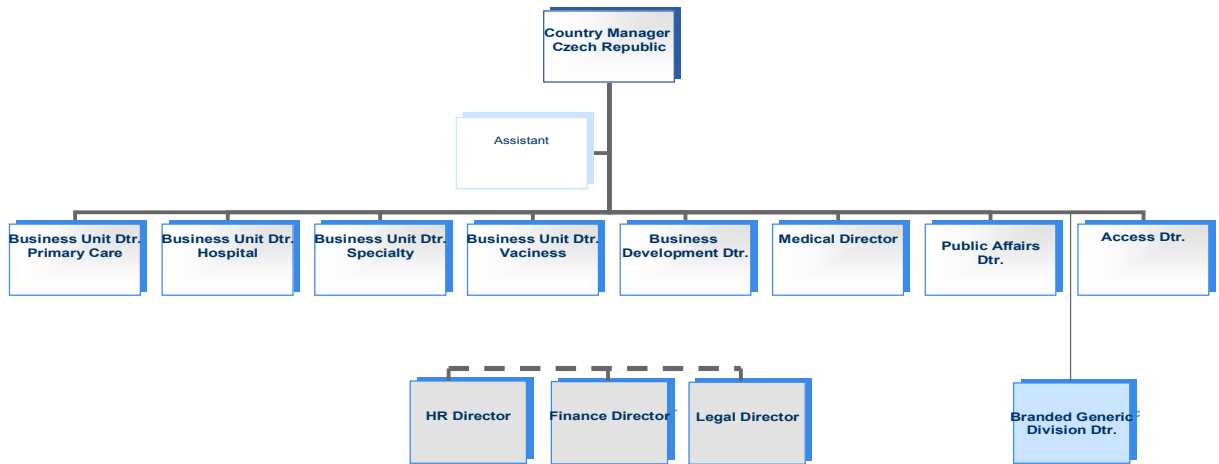 Country Manager
Czech Republic
Assistant
Business Unit Dtr.
Primary Care
Business Unit Dtr.
Hospital
Business Unit Dtr.
Specialty
Business Unit Dtr.
Vaciness
Business
Development Dtr.
Medical Director
Public Affairs
Dtr.
Access Dtr.
HR Director
Finance Director
Legal Director
Branded Generic
Division Dtr.